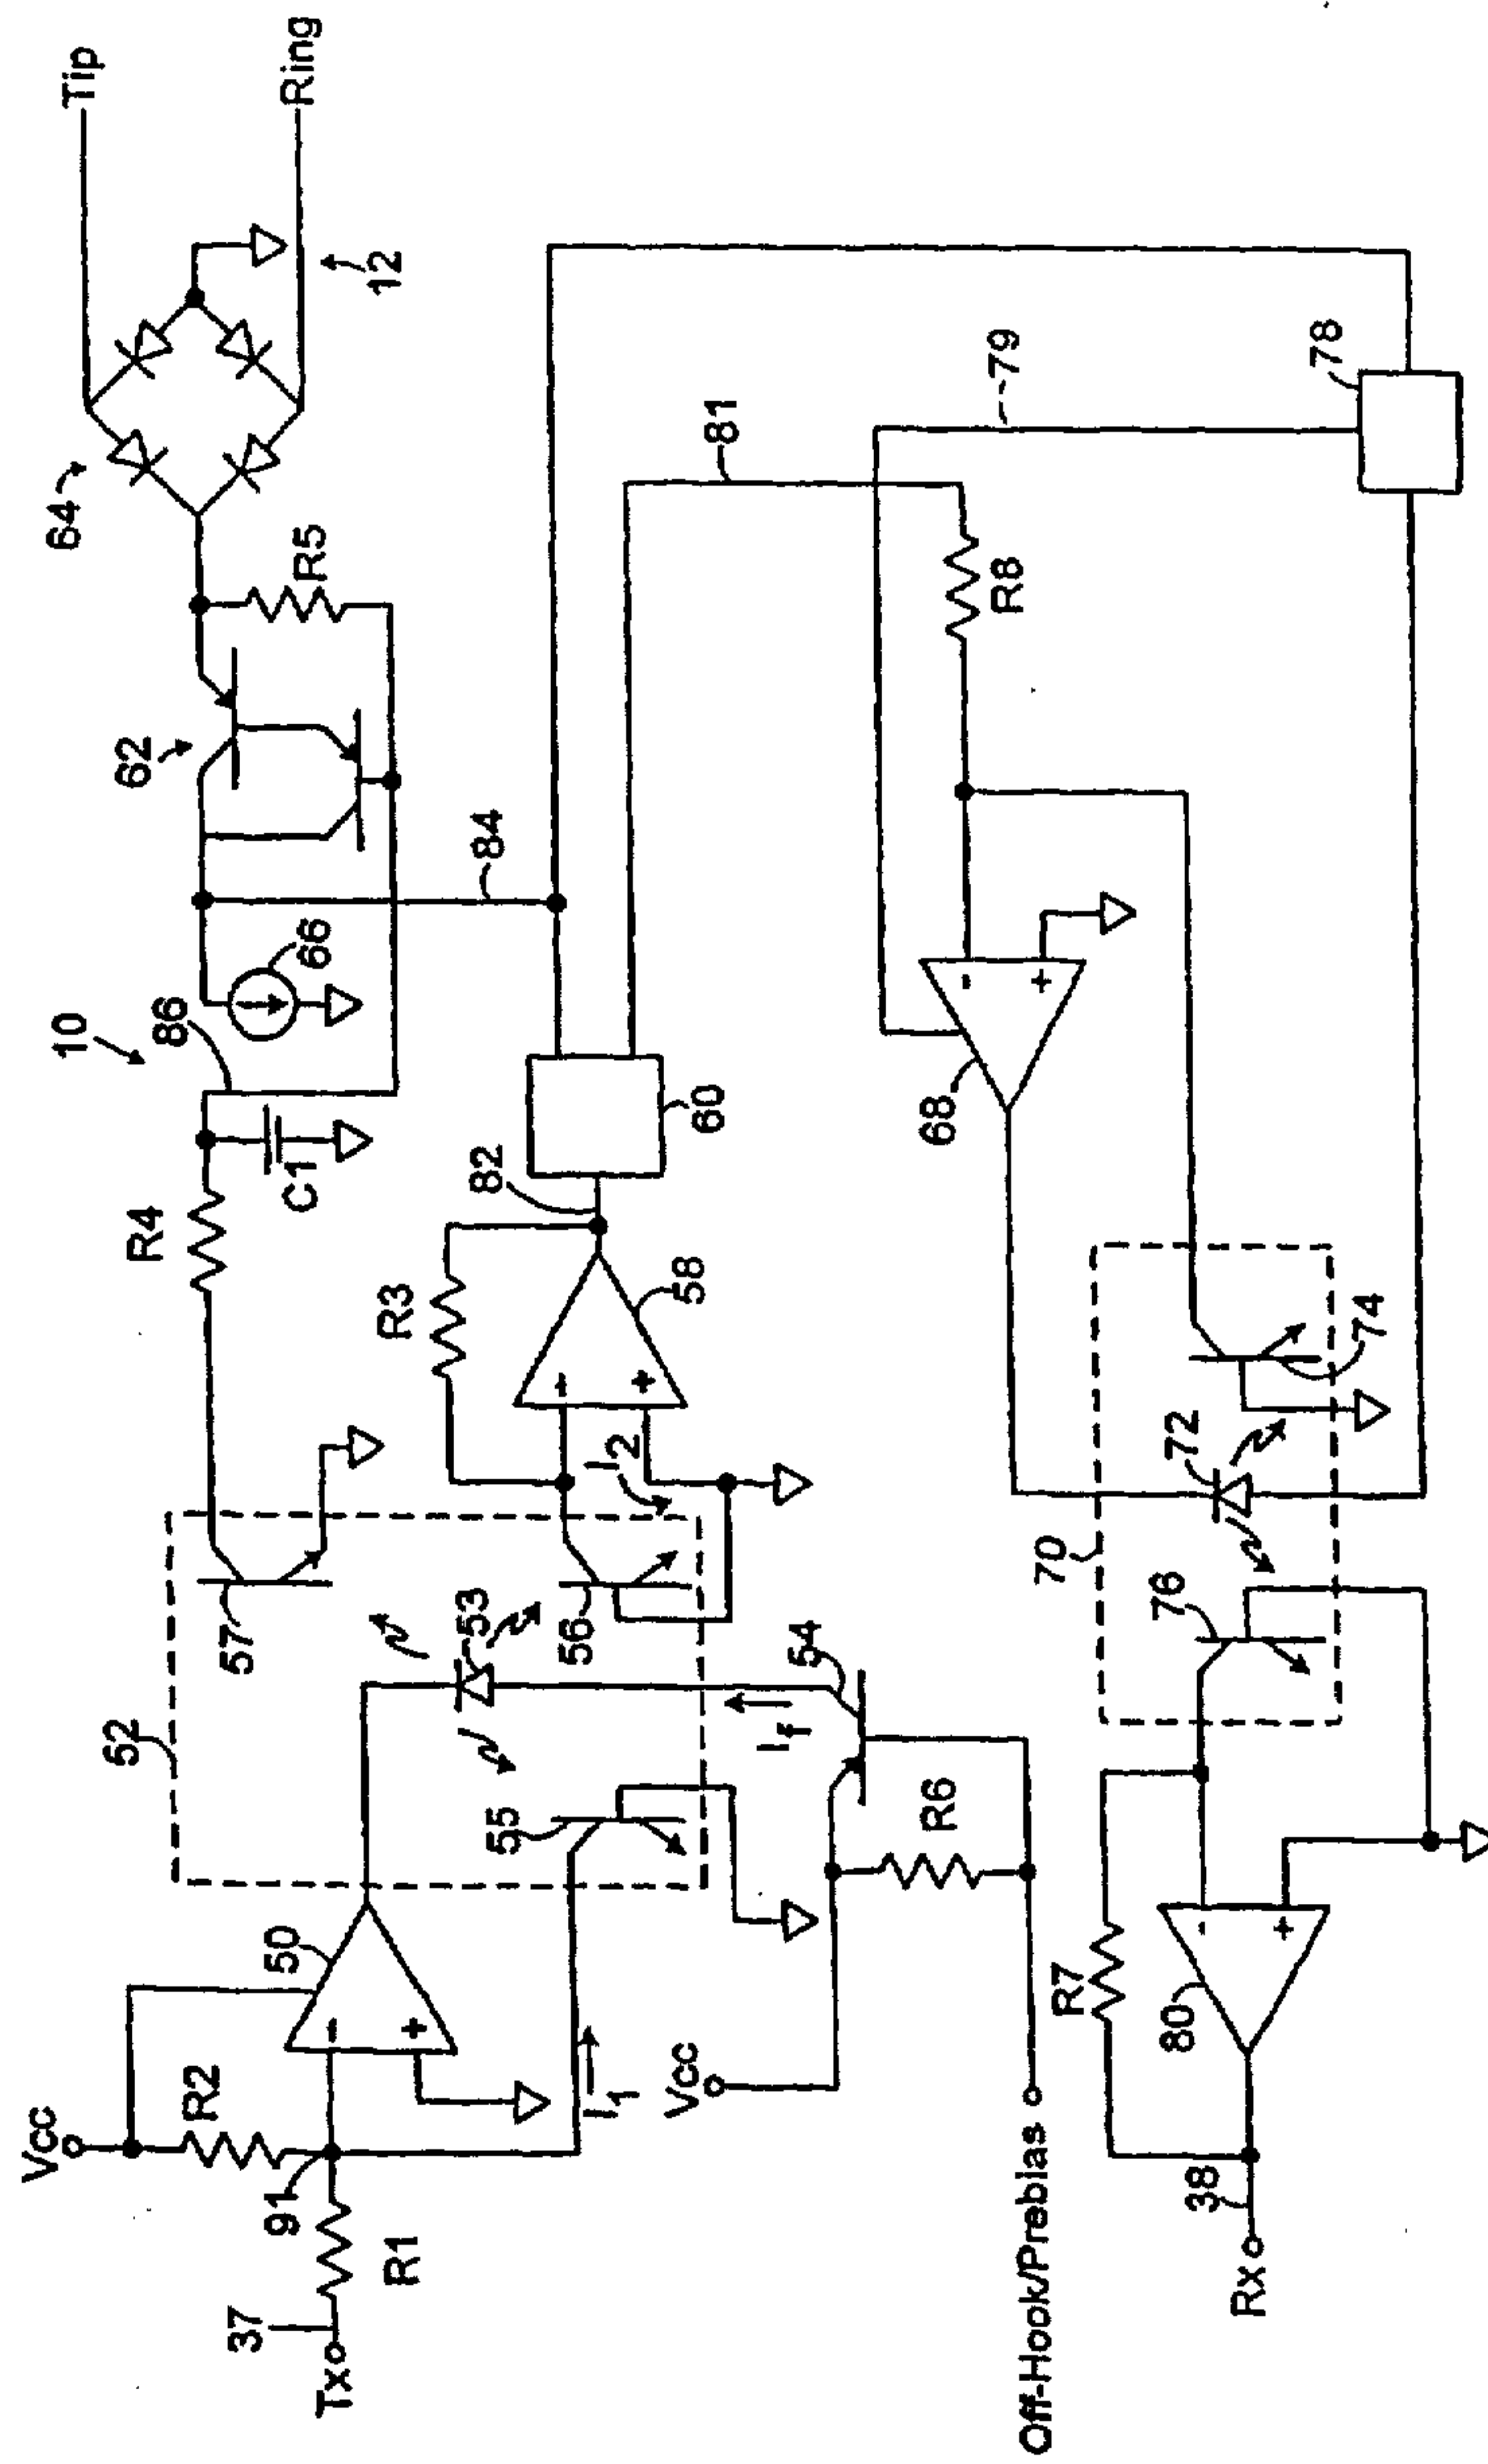 Vcc
R2
91
37
Tx
R1
50
52
57
R4
10
86
C1
66
62
64
R5
Tip
Ring
12
I1
55
53
56
I2
R3
58
82
60
84
81
79
78
Vcc
If
54
R6
Off-Hook/Prebias
R7
80
38
Rx
76
70
72
74
68
R8
-
+
-
+
-
+
-
+